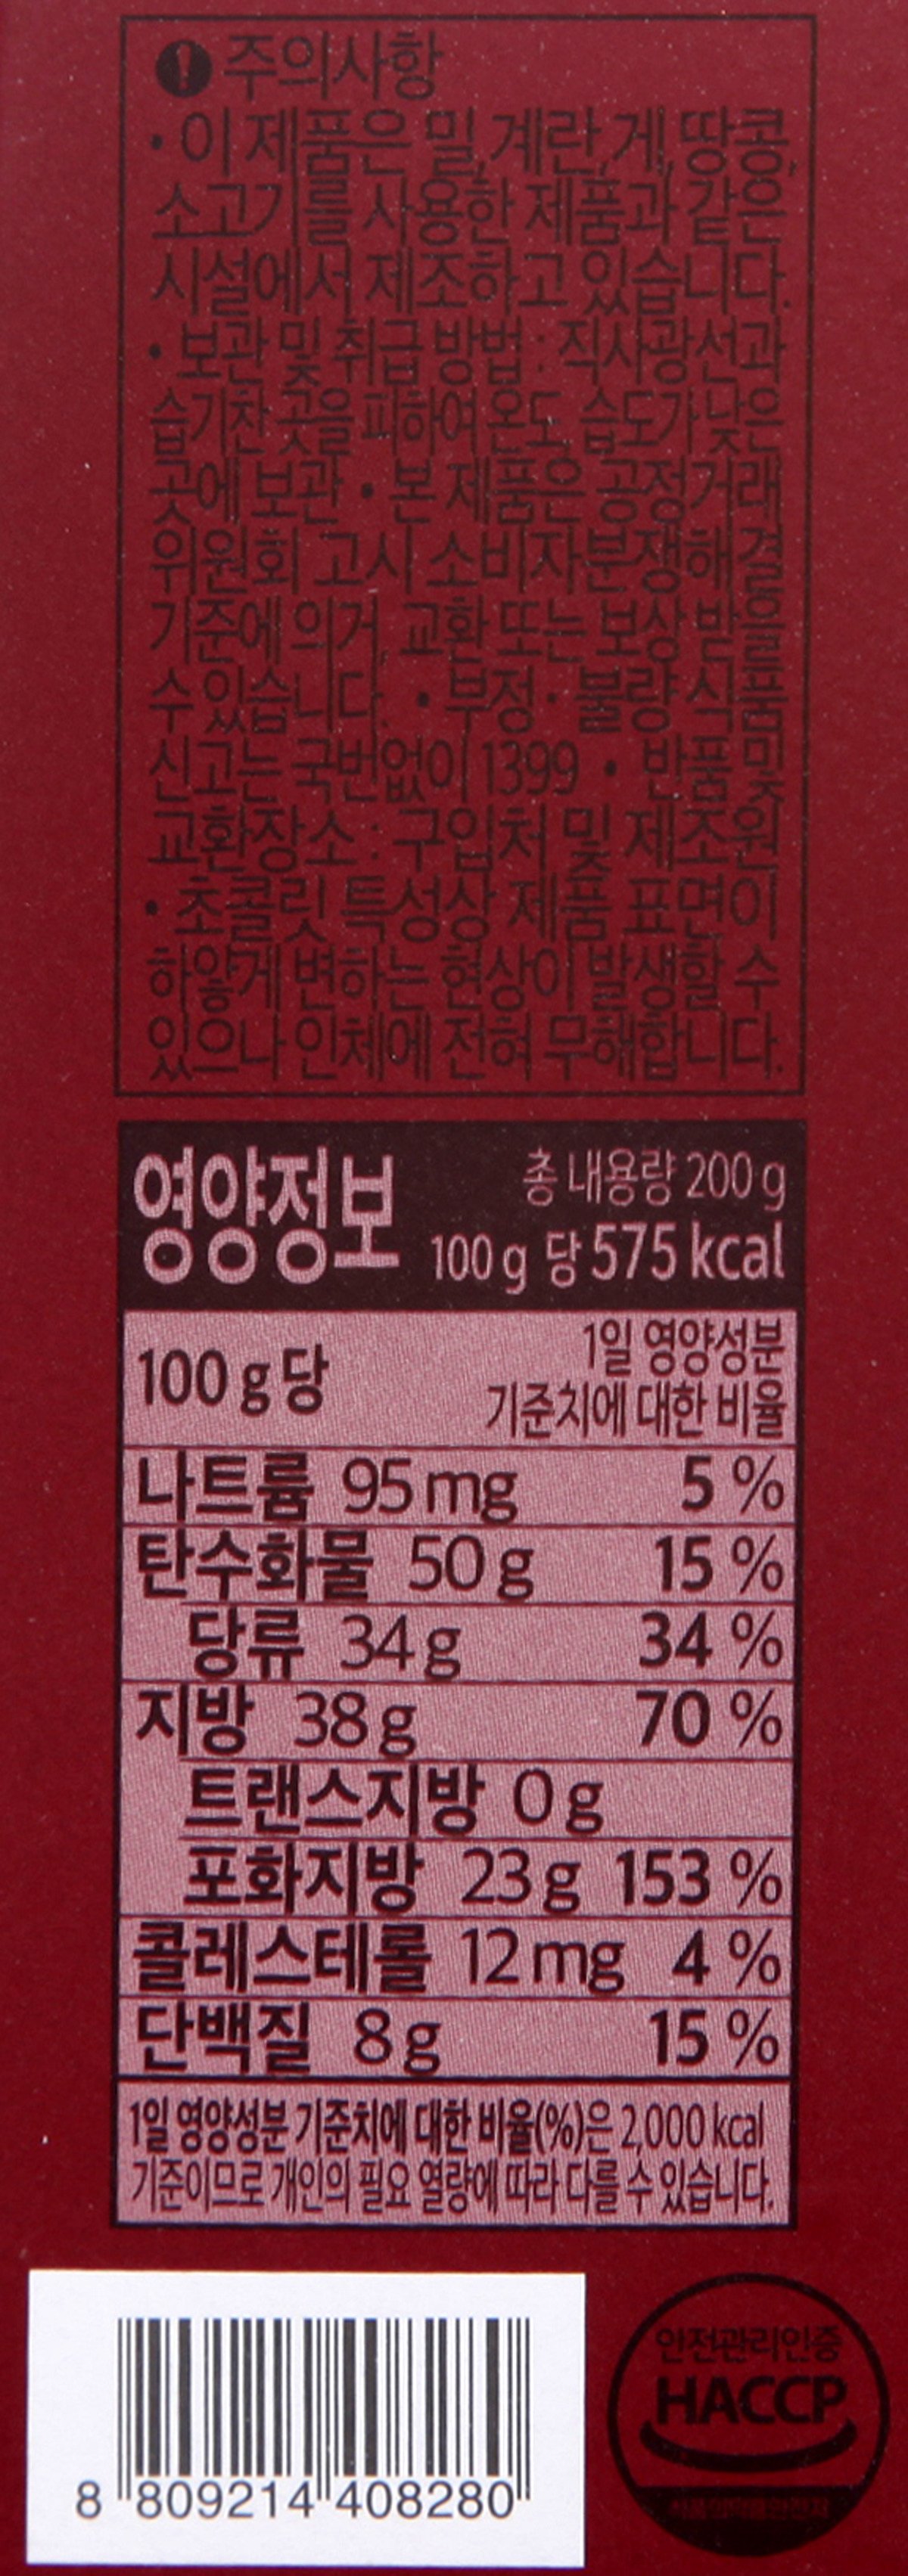 ! 주의사항
• 이 제품은 밀, 계란, 게, 땅콩,
소고기를 사용한 제품과 같은
시설에서 제조하고 있습니다.
• 보관 및 취급 방법 : 직사광선과
습기찬 곳을 피하여 온도, 습도가 낮은
곳에 보관 • 본 제품은 공정거래
위원회 고시 소비자분쟁해결
기준에 의거, 교환 또는 보상 받을
수 있습니다. • 부정·불량 식품
신고는 국번없이 1399 • 반품 및
교환장소 : 구입처 및 제조원
• 초콜릿 특성상 제품 표면이
하얗게 변하는 현상이 발생할 수
있으나 인체에 전혀 무해합니다.
영양정보
총 내용량 200 g
100 g 당 575 kcal
100 g 당
1일 영양성분
기준치에 대한 비율
나트륨 95 mg 5 %
탄수화물 50 g 15 %
당류 34 g 34 %
지방 38 g 70 %
트랜스지방 0 g
포화지방 23 g 153 %
콜레스테롤 12 mg 4 %
단백질 8 g 15 %
1일 영양성분 기준치에 대한 비율(%)은 2,000 kcal
기준이므로 개인의 필요 열량에 따라 다를 수 있습니다.
안전관리인증
HACCP
식품의약품안전처
8 809214 408280